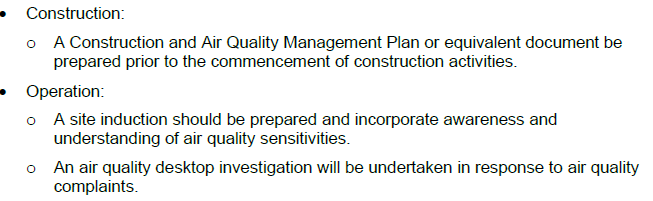 • Construction:
o A Construction and Air Quality Management Plan or equivalent document be
prepared prior to the commencement of construction activities.
• Operation:
o A site induction should be prepared and incorporate awareness and
understanding of air quality sensitivities.
o An air quality desktop investigation will be undertaken in response to air quality
complaints.